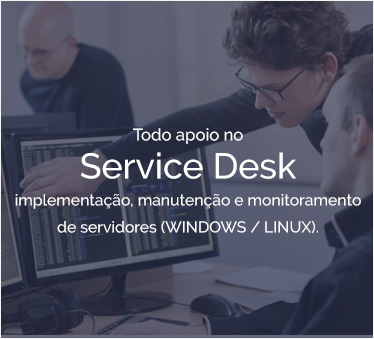 Todo apoio no
Service Desk
implementação, manutenção e monitoramento
de servidores (WINDOWS / LINUX).